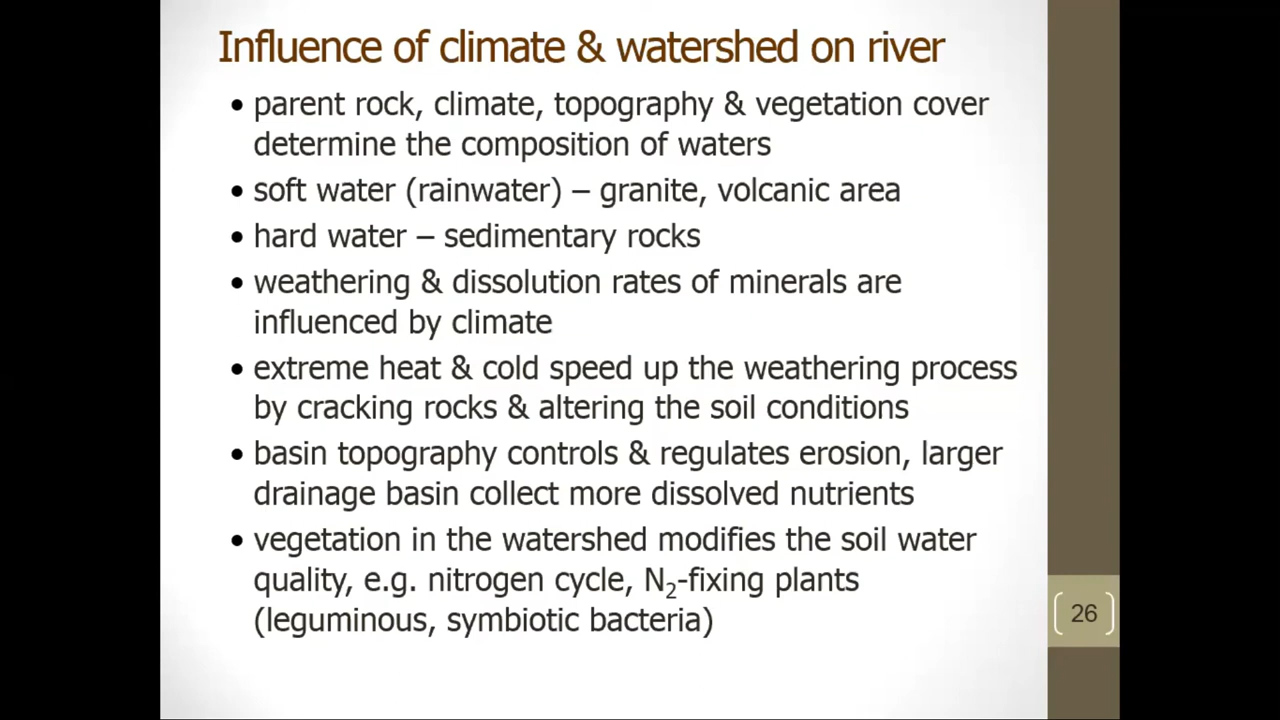 Influence of climate & watershed on river
• parent rock, climate, topography & vegetation cover
determine the composition of waters
• soft water (rainwater) – granite, volcanic area
• hard water – sedimentary rocks
• weathering & dissolution rates of minerals are
influenced by climate
• extreme heat & cold speed up the weathering process
by cracking rocks & altering the soil conditions
• basin topography controls & regulates erosion, larger
drainage basin collect more dissolved nutrients
• vegetation in the watershed modifies the soil water
quality, e.g. nitrogen cycle, N₂-fixing plants
(leguminous, symbiotic bacteria)
26